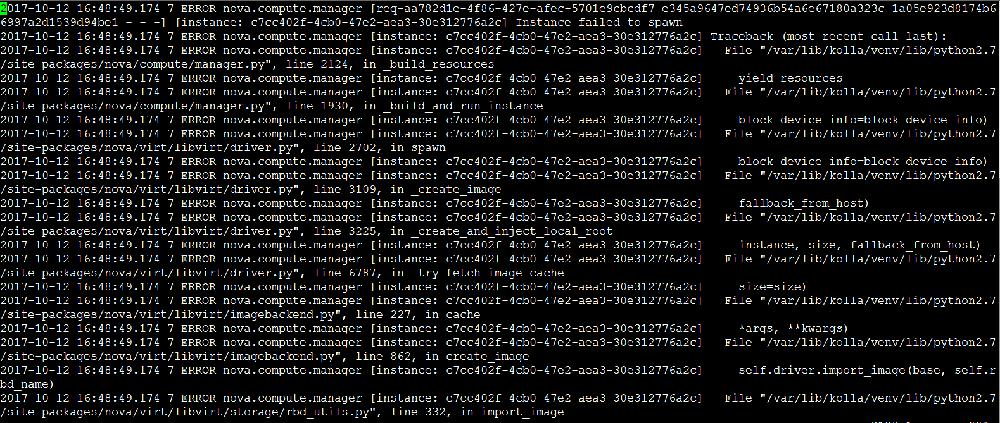 2017-10-12 16:48:49.174 7 ERROR nova.compute.manager [req-aa782d1e-4f86-427e-afec-5701e9cbcdf7 e345a9647ed74936b54a6e67180a323c 1a05e923d8174b6
6997a2d1539d94be1 - - -] [instance: c7cc402f-4cb0-47e2-aea3-30e312776a2c] Instance failed to spawn
2017-10-12 16:48:49.174 7 ERROR nova.compute.manager [instance: c7cc402f-4cb0-47e2-aea3-30e312776a2c] Traceback (most recent call last):
2017-10-12 16:48:49.174 7 ERROR nova.compute.manager [instance: c7cc402f-4cb0-47e2-aea3-30e312776a2c]   File "/var/lib/kolla/venv/lib/python2.7
/site-packages/nova/compute/manager.py", line 2124, in _build_resources
2017-10-12 16:48:49.174 7 ERROR nova.compute.manager [instance: c7cc402f-4cb0-47e2-aea3-30e312776a2c]     yield resources
2017-10-12 16:48:49.174 7 ERROR nova.compute.manager [instance: c7cc402f-4cb0-47e2-aea3-30e312776a2c]   File "/var/lib/kolla/venv/lib/python2.7
/site-packages/nova/compute/manager.py", line 1930, in _build_and_run_instance
2017-10-12 16:48:49.174 7 ERROR nova.compute.manager [instance: c7cc402f-4cb0-47e2-aea3-30e312776a2c]     block_device_info=block_device_info)
2017-10-12 16:48:49.174 7 ERROR nova.compute.manager [instance: c7cc402f-4cb0-47e2-aea3-30e312776a2c]   File "/var/lib/kolla/venv/lib/python2.7
/site-packages/nova/virt/libvirt/driver.py", line 2702, in spawn
2017-10-12 16:48:49.174 7 ERROR nova.compute.manager [instance: c7cc402f-4cb0-47e2-aea3-30e312776a2c]     block_device_info=block_device_info)
2017-10-12 16:48:49.174 7 ERROR nova.compute.manager [instance: c7cc402f-4cb0-47e2-aea3-30e312776a2c]   File "/var/lib/kolla/venv/lib/python2.7
/site-packages/nova/virt/libvirt/driver.py", line 3109, in _create_image
2017-10-12 16:48:49.174 7 ERROR nova.compute.manager [instance: c7cc402f-4cb0-47e2-aea3-30e312776a2c]     fallback_from_host)
2017-10-12 16:48:49.174 7 ERROR nova.compute.manager [instance: c7cc402f-4cb0-47e2-aea3-30e312776a2c]   File "/var/lib/kolla/venv/lib/python2.7
/site-packages/nova/virt/libvirt/driver.py", line 3225, in _create_and_inject_local_root
2017-10-12 16:48:49.174 7 ERROR nova.compute.manager [instance: c7cc402f-4cb0-47e2-aea3-30e312776a2c]     instance, size, fallback_from_host)
2017-10-12 16:48:49.174 7 ERROR nova.compute.manager [instance: c7cc402f-4cb0-47e2-aea3-30e312776a2c]   File "/var/lib/kolla/venv/lib/python2.7
/site-packages/nova/virt/libvirt/driver.py", line 6787, in _try_fetch_image_cache
2017-10-12 16:48:49.174 7 ERROR nova.compute.manager [instance: c7cc402f-4cb0-47e2-aea3-30e312776a2c]     size=size)
2017-10-12 16:48:49.174 7 ERROR nova.compute.manager [instance: c7cc402f-4cb0-47e2-aea3-30e312776a2c]   File "/var/lib/kolla/venv/lib/python2.7
/site-packages/nova/virt/libvirt/imagebackend.py", line 227, in cache
2017-10-12 16:48:49.174 7 ERROR nova.compute.manager [instance: c7cc402f-4cb0-47e2-aea3-30e312776a2c]     *args, **kwargs)
2017-10-12 16:48:49.174 7 ERROR nova.compute.manager [instance: c7cc402f-4cb0-47e2-aea3-30e312776a2c]   File "/var/lib/kolla/venv/lib/python2.7
/site-packages/nova/virt/libvirt/imagebackend.py", line 862, in create_image
2017-10-12 16:48:49.174 7 ERROR nova.compute.manager [instance: c7cc402f-4cb0-47e2-aea3-30e312776a2c]     self.driver.import_image(base, self.r
bd_name)
2017-10-12 16:48:49.174 7 ERROR nova.compute.manager [instance: c7cc402f-4cb0-47e2-aea3-30e312776a2c]   File "/var/lib/kolla/venv/lib/python2.7
/site-packages/nova/virt/libvirt/storage/rbd_utils.py", line 332, in import_image